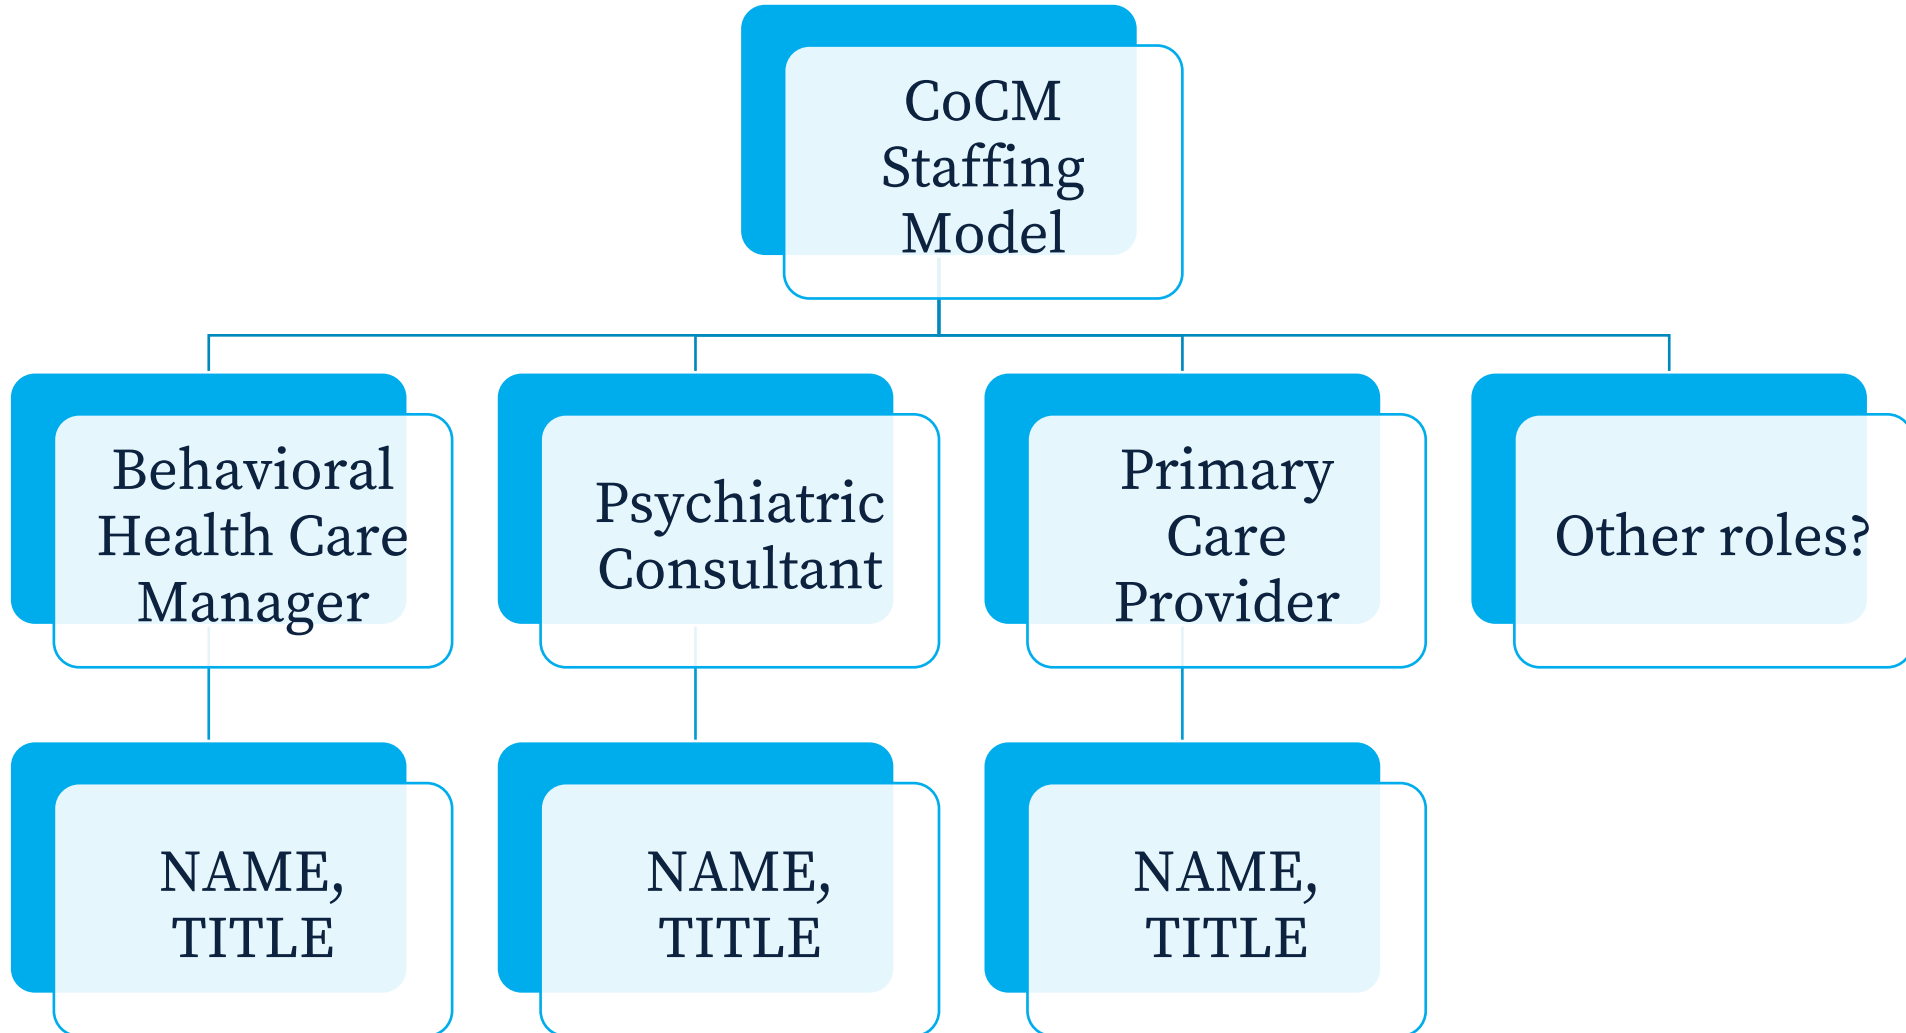 CoCM
Staffing
Model
Behavioral
Health Care
Manager
Psychiatric
Consultant
Primary
Care
Provider
Other roles?
NAME,
TITLE
NAME,
TITLE
NAME,
TITLE